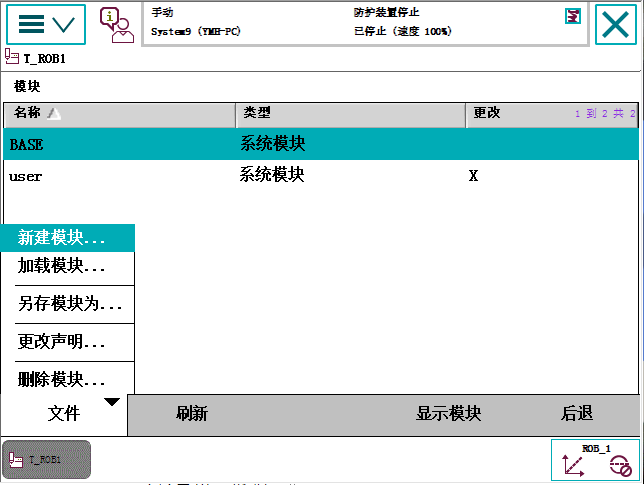 手动
防护装置停止
System9 (YMH-PC)
已停止 (速度 100%)
T_ROB1
模块
名称 类型 更改 1 到 2 共 2
BASE 系统模块
user 系统模块 X
新建模块...
加载模块...
另存模块为...
更改声明...
删除模块...
文件 刷新 显示模块 后退
T_ROB1
ROB_1